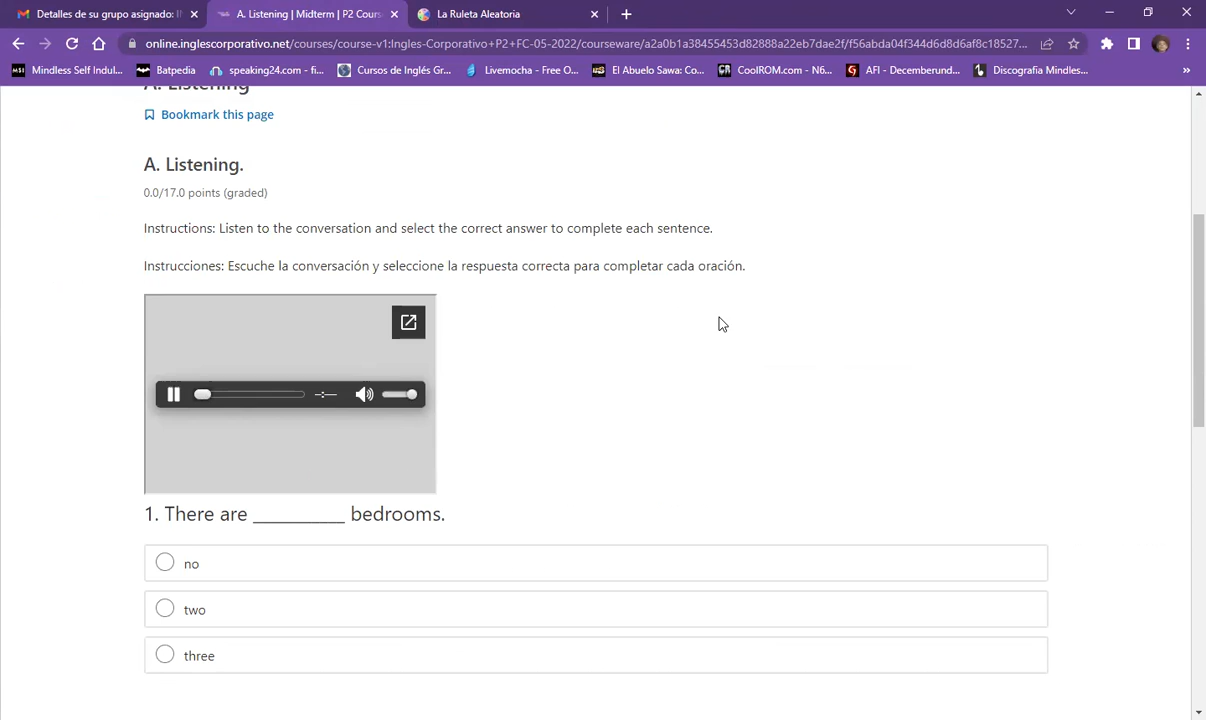 Detalles de su grupo asignado: II
A. Listening | Midterm | P2 Cours
La Ruleta Aleatoria
online.inglescorporativo.net/courses/course-v1:Ingles-Corporativo+P2+FC-05-2022/courseware/a2a0b1a38455453d82888a22eb7dae2f/f56abda04f344d6d8d6af8c18527...
Mindless Self Indul...
Batpedia
speaking24.com - fi...
Cursos de Inglés Gr...
Livemocha - Free O...
El Abuelo Sawa: Co...
CoolROM.com - N6...
AFI - Decemberund...
Discografia Mindles...
A. Listening
Bookmark this page
A. Listening.
0.0/17.0 points (graded)
Instructions: Listen to the conversation and select the correct answer to complete each sentence.
Instrucciones: Escuche la conversación y seleccione la respuesta correcta para completar cada oración.
--:--
1. There are __________ bedrooms.
no
two
three